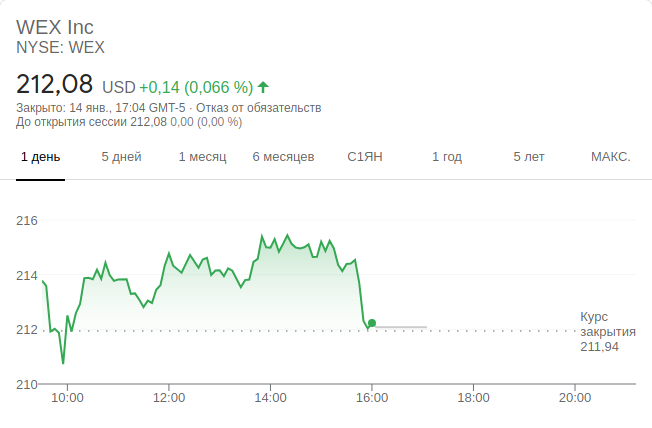 WEX Inc
NYSE: WEX
212,08 USD +0,14 (0,066 %)
Закрыто: 14 янв., 17:04 GMT-5 · Отказ от обязательств
До открытия сессии 212,08 0,00 (0,00 %)
1 день 5 дней 1 месяц 6 месяцев С1ЯН 1 год 5 лет МАКС.
216
214
212
210
Курс
закрытия
211,94
10:00 12:00 14:00 16:00 18:00 20:00